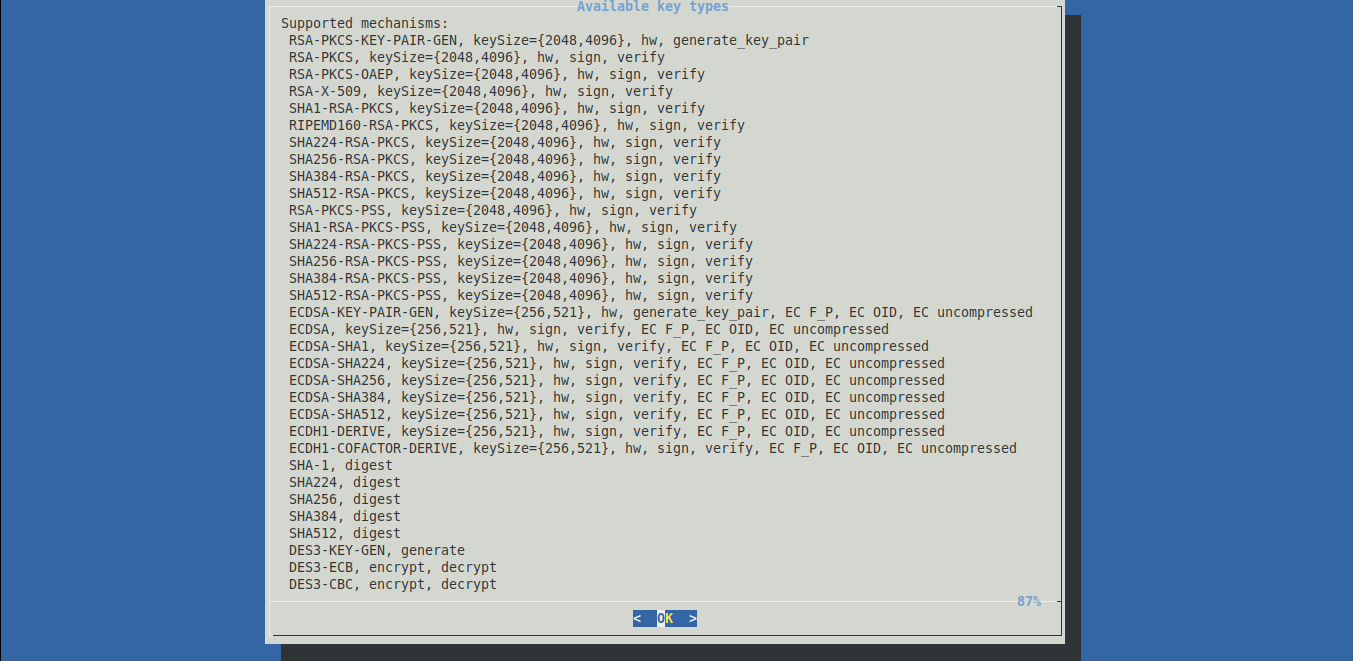 Available key types
Supported mechanisms:
RSA-PKCS-KEY-PAIR-GEN, keySize={2048,4096}, hw, generate_key_pair
RSA-PKCS, keySize={2048,4096}, hw, sign, verify
RSA-PKCS-OAEP, keySize={2048,4096}, hw, sign, verify
RSA-X-509, keySize={2048,4096}, hw, sign, verify
SHA1-RSA-PKCS, keySize={2048,4096}, hw, sign, verify
RIPEMD160-RSA-PKCS, keySize={2048,4096}, hw, sign, verify
SHA224-RSA-PKCS, keySize={2048,4096}, hw, sign, verify
SHA256-RSA-PKCS, keySize={2048,4096}, hw, sign, verify
SHA384-RSA-PKCS, keySize={2048,4096}, hw, sign, verify
SHA512-RSA-PKCS, keySize={2048,4096}, hw, sign, verify
RSA-PKCS-PSS, keySize={2048,4096}, hw, sign, verify
SHA1-RSA-PKCS-PSS, keySize={2048,4096}, hw, sign, verify
SHA224-RSA-PKCS-PSS, keySize={2048,4096}, hw, sign, verify
SHA256-RSA-PKCS-PSS, keySize={2048,4096}, hw, sign, verify
SHA384-RSA-PKCS-PSS, keySize={2048,4096}, hw, sign, verify
SHA512-RSA-PKCS-PSS, keySize={2048,4096}, hw, sign, verify
ECDSA-KEY-PAIR-GEN, keySize={256,521}, hw, generate_key_pair, EC F_P, EC OID, EC uncompressed
ECDSA, keySize={256,521}, hw, sign, verify, EC F_P, EC OID, EC uncompressed
ECDSA-SHA1, keySize={256,521}, hw, sign, verify, EC F_P, EC OID, EC uncompressed
ECDSA-SHA224, keySize={256,521}, hw, sign, verify, EC F_P, EC OID, EC uncompressed
ECDSA-SHA256, keySize={256,521}, hw, sign, verify, EC F_P, EC OID, EC uncompressed
ECDSA-SHA384, keySize={256,521}, hw, sign, verify, EC F_P, EC OID, EC uncompressed
ECDSA-SHA512, keySize={256,521}, hw, sign, verify, EC F_P, EC OID, EC uncompressed
ECDH1-DERIVE, keySize={256,521}, hw, sign, verify, EC F_P, EC OID, EC uncompressed
ECDH1-COFACTOR-DERIVE, keySize={256,521}, hw, sign, verify, EC F_P, EC OID, EC uncompressed
SHA-1, digest
SHA224, digest
SHA256, digest
SHA384, digest
SHA512, digest
DES3-KEY-GEN, generate
DES3-ECB, encrypt, decrypt
DES3-CBC, encrypt, decrypt
87%
< OK >